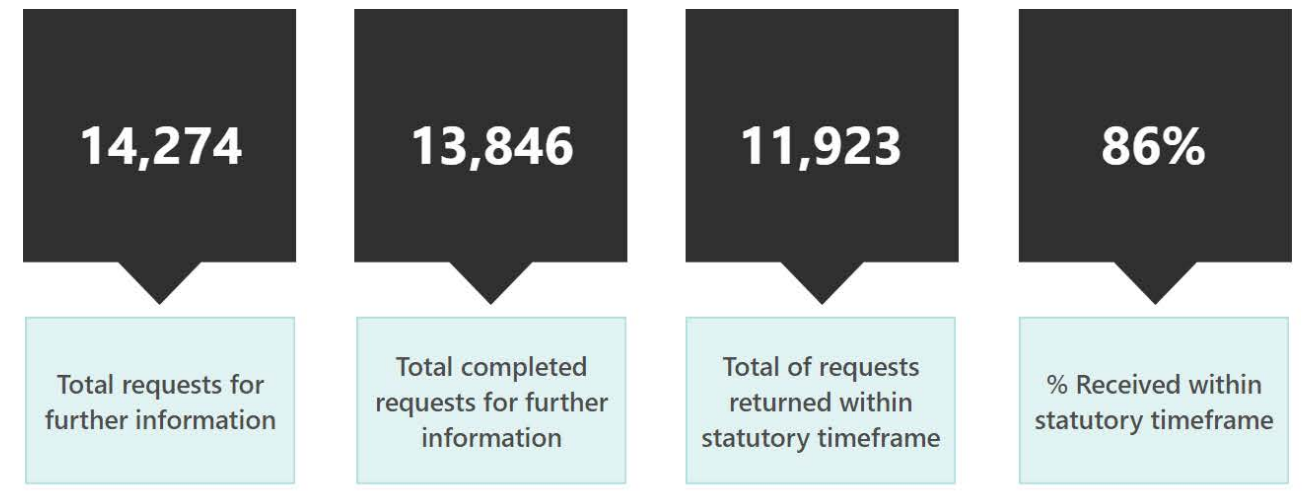 14,274
Total requests for
further information
13,846
Total completed
requests for further
information
11,923
Total of requests
returned within
statutory timeframe
86%
% Received within
statutory timeframe